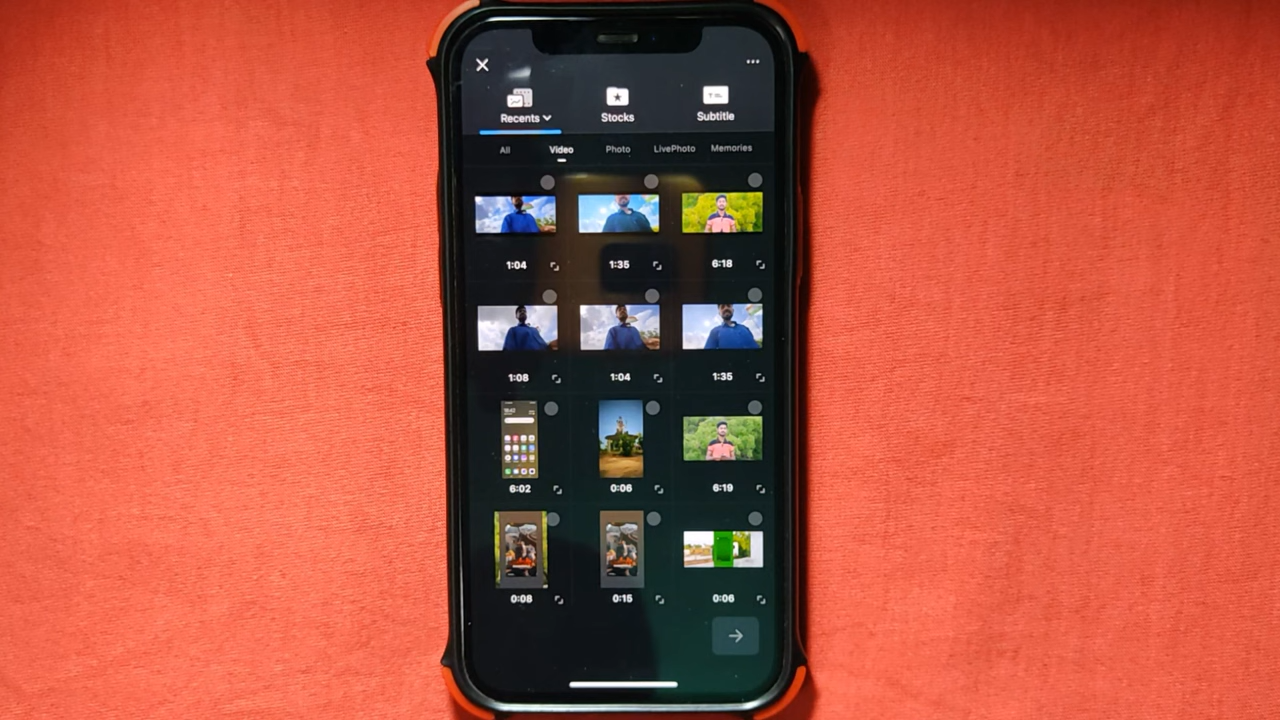 Recents
Stocks
Subtitle
All
Video
Photo
LivePhoto
Memories
1:04
1:35
6:18
1:08
1:04
1:35
6:02
0:06
6:19
0:08
0:15
0:06